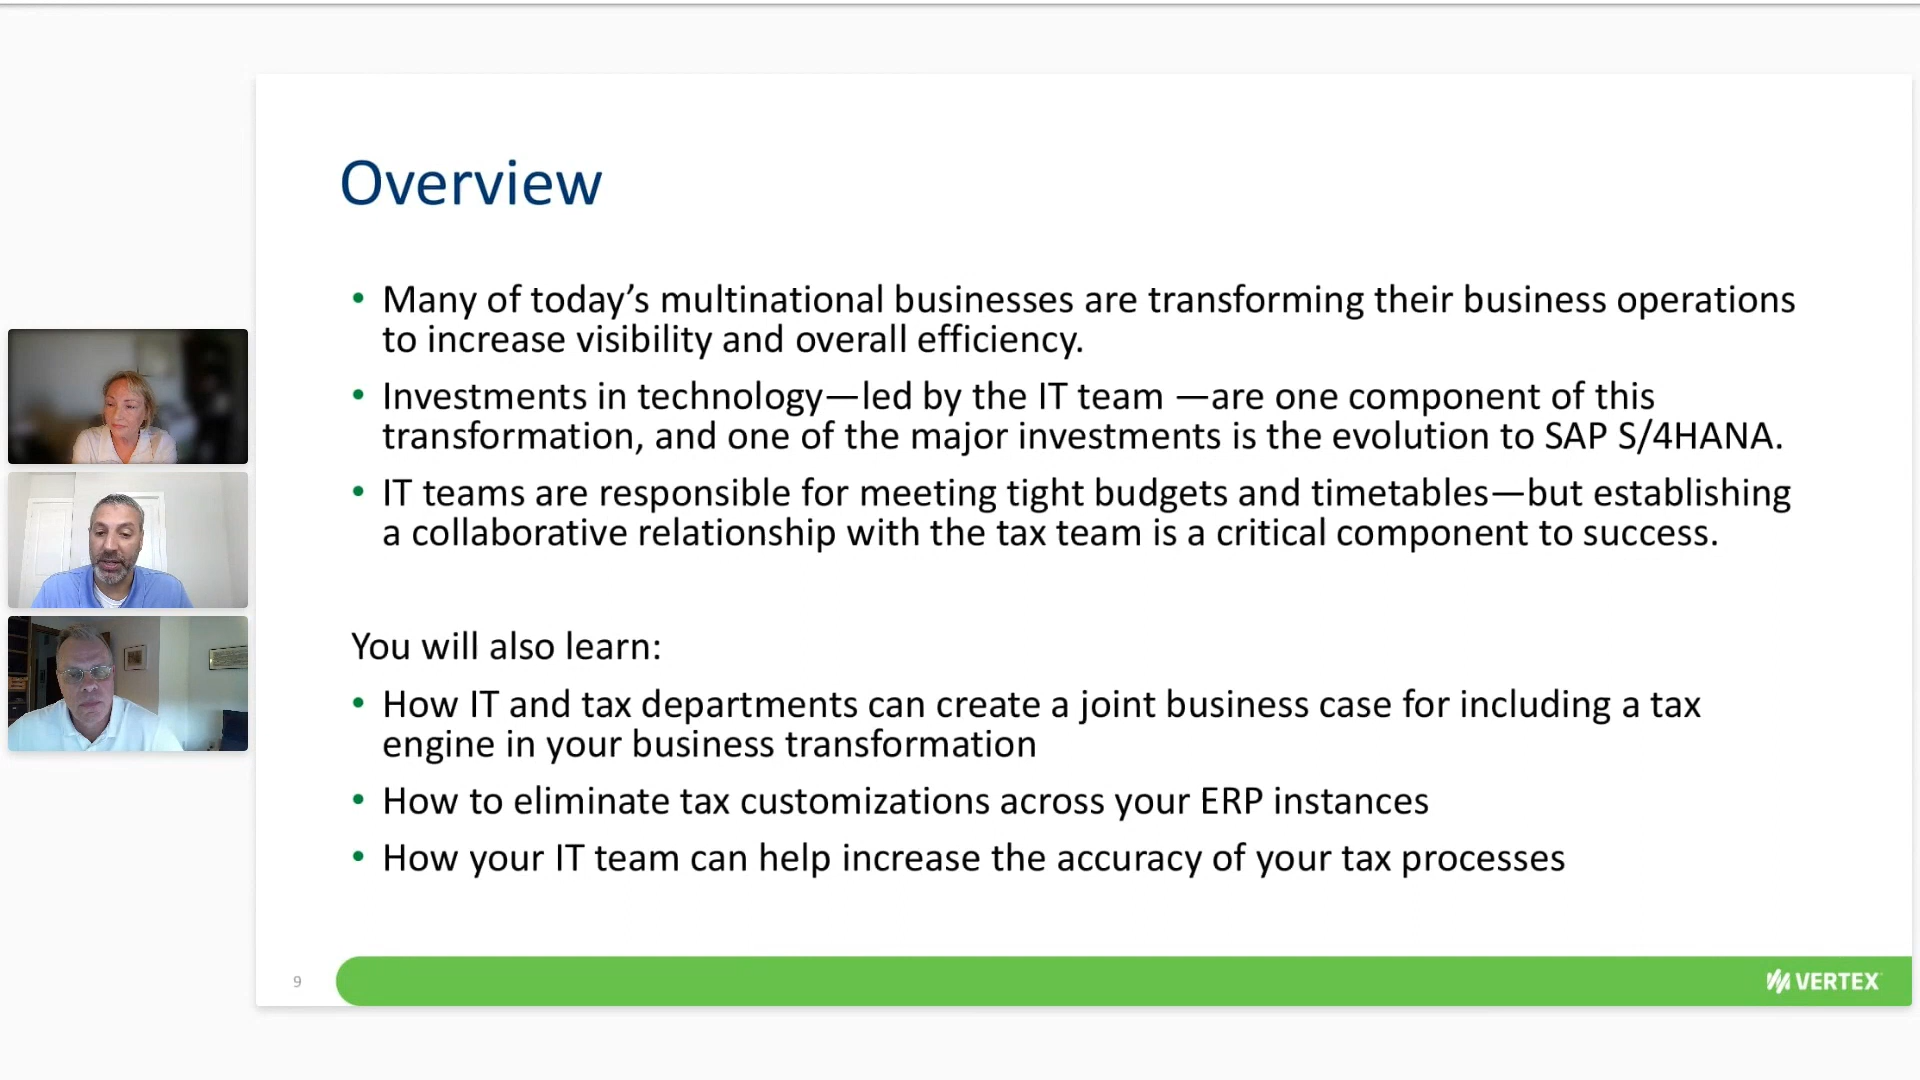 Overview
• Many of today’s multinational businesses are transforming their business operations
to increase visibility and overall efficiency.
• Investments in technology—led by the IT team —are one component of this
transformation, and one of the major investments is the evolution to SAP S/4HANA.
• IT teams are responsible for meeting tight budgets and timetables—but establishing
a collaborative relationship with the tax team is a critical component to success.
You will also learn:
• How IT and tax departments can create a joint business case for including a tax
engine in your business transformation
• How to eliminate tax customizations across your ERP instances
• How your IT team can help increase the accuracy of your tax processes
9
VERTEX